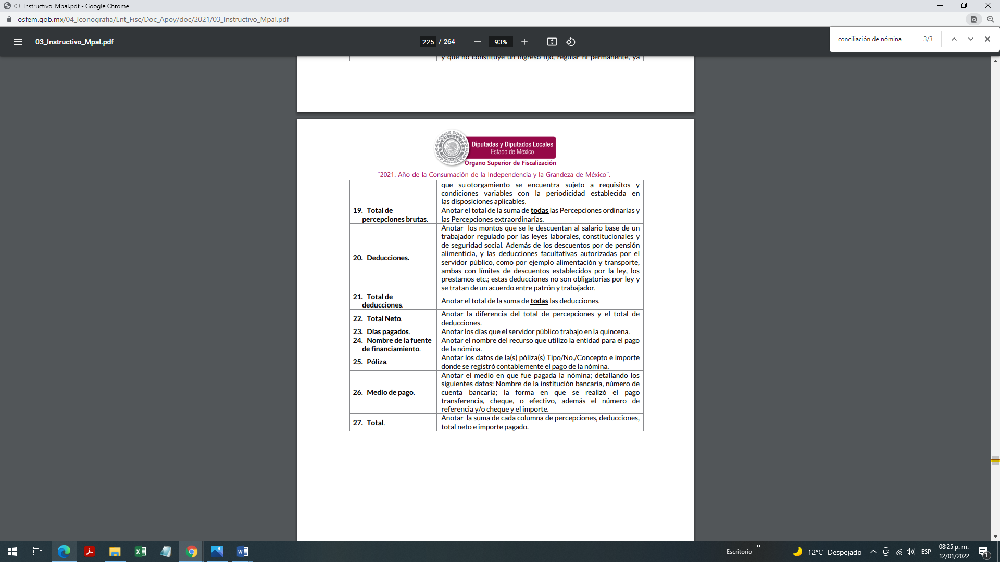 03_Instructivo_Mpal.pdf - Google Chrome
osfem.gob.mx/04_Iconografia/Ent_Fisc/Doc_Apoy/doc/2021/03_Instructivo_Mpal.pdf
03_Instructivo_Mpal.pdf
225 / 264
93%
conciliación de nómina 3/3
y que no constituye un ingreso fijo, regular ni permanente, ya
Diputadas y Diputados Locales
Estado de México
Órgano Superior de Fiscalización
¨2021. Año de la Consumación de la Independencia y la Grandeza de México¨.
que su otorgamiento se encuentra sujeto a requisitos y
condiciones variables con la periodicidad establecida en
las disposiciones aplicables.
19. Total de
percepciones brutas.
Anotar el total de la suma de todas las Percepciones ordinarias y
las Percepciones extraordinarias.
20. Deducciones.
Anotar los montos que se le descuentan al salario base de un
trabajador regulado por las leyes laborales, constitucionales y
de seguridad social. Además de los descuentos por de pensión
alimenticia, y las deducciones facultativas autorizadas por el
servidor público, como por ejemplo alimentación y transporte,
ambas con límites de descuentos establecidos por la ley, los
prestamos etc.; estas deducciones no son obligatorias por ley y
se tratan de un acuerdo entre patrón y trabajador.
21. Total de
deducciones.
Anotar el total de la suma de todas las deducciones.
22. Total Neto.
Anotar la diferencia del total de percepciones y el total de
deducciones.
23. Días pagados.
Anotar los días que el servidor público trabajo en la quincena.
24. Nombre de la fuente
de financiamiento.
Anotar el nombre del recurso que utilizo la entidad para el pago
de la nómina.
25. Póliza.
Anotar los datos de la(s) póliza(s) Tipo/No./Concepto e importe
donde se registró contablemente el pago de la nómina.
26. Medio de pago.
Anotar el medio en que fue pagada la nómina; detallando los
siguientes datos: Nombre de la institución bancaria, número de
cuenta bancaria; la forma en que se realizó el pago
transferencia, cheque, o efectivo, además el número de
referencia y/o cheque y el importe.
27. Total.
Anotar la suma de cada columna de percepciones, deducciones,
total neto e importe pagado.
Escritorio
12°C Despejado
ESP
08:25 p. m.
12/01/2022
1